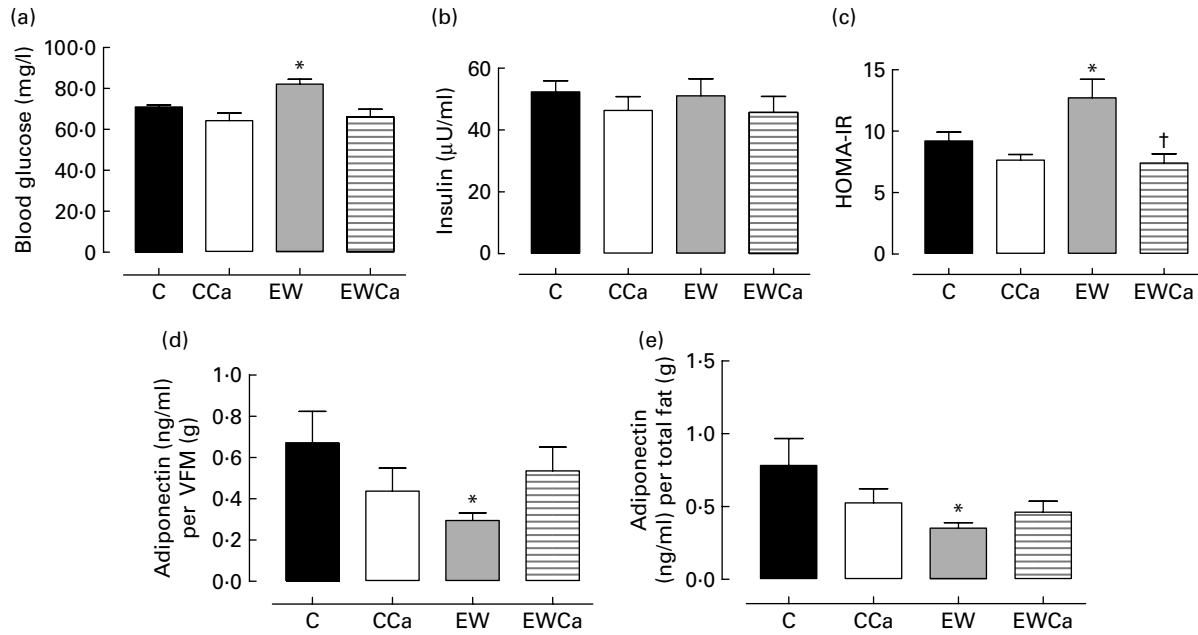 (a)
Blood glucose (mg/l)
100·0
80·0
60·0
40·0
20·0
0
*
C CCa EW EWCa
(b)
Insulin (µU/ml)
60
40
20
0
C CCa EW EWCa
(c)
HOMA-IR
15
10
5
0
*
†
C CCa EW EWCa
(d)
Adiponectin (ng/ml)
per VFM (g)
1·0
0·8
0·6
0·4
0·2
0·0
*
C CCa EW EWCa
(e)
Adiponectin
(ng/ml) per total fat (g)
1·5
1·0
0·5
0·0
*
C CCa EW EWCa